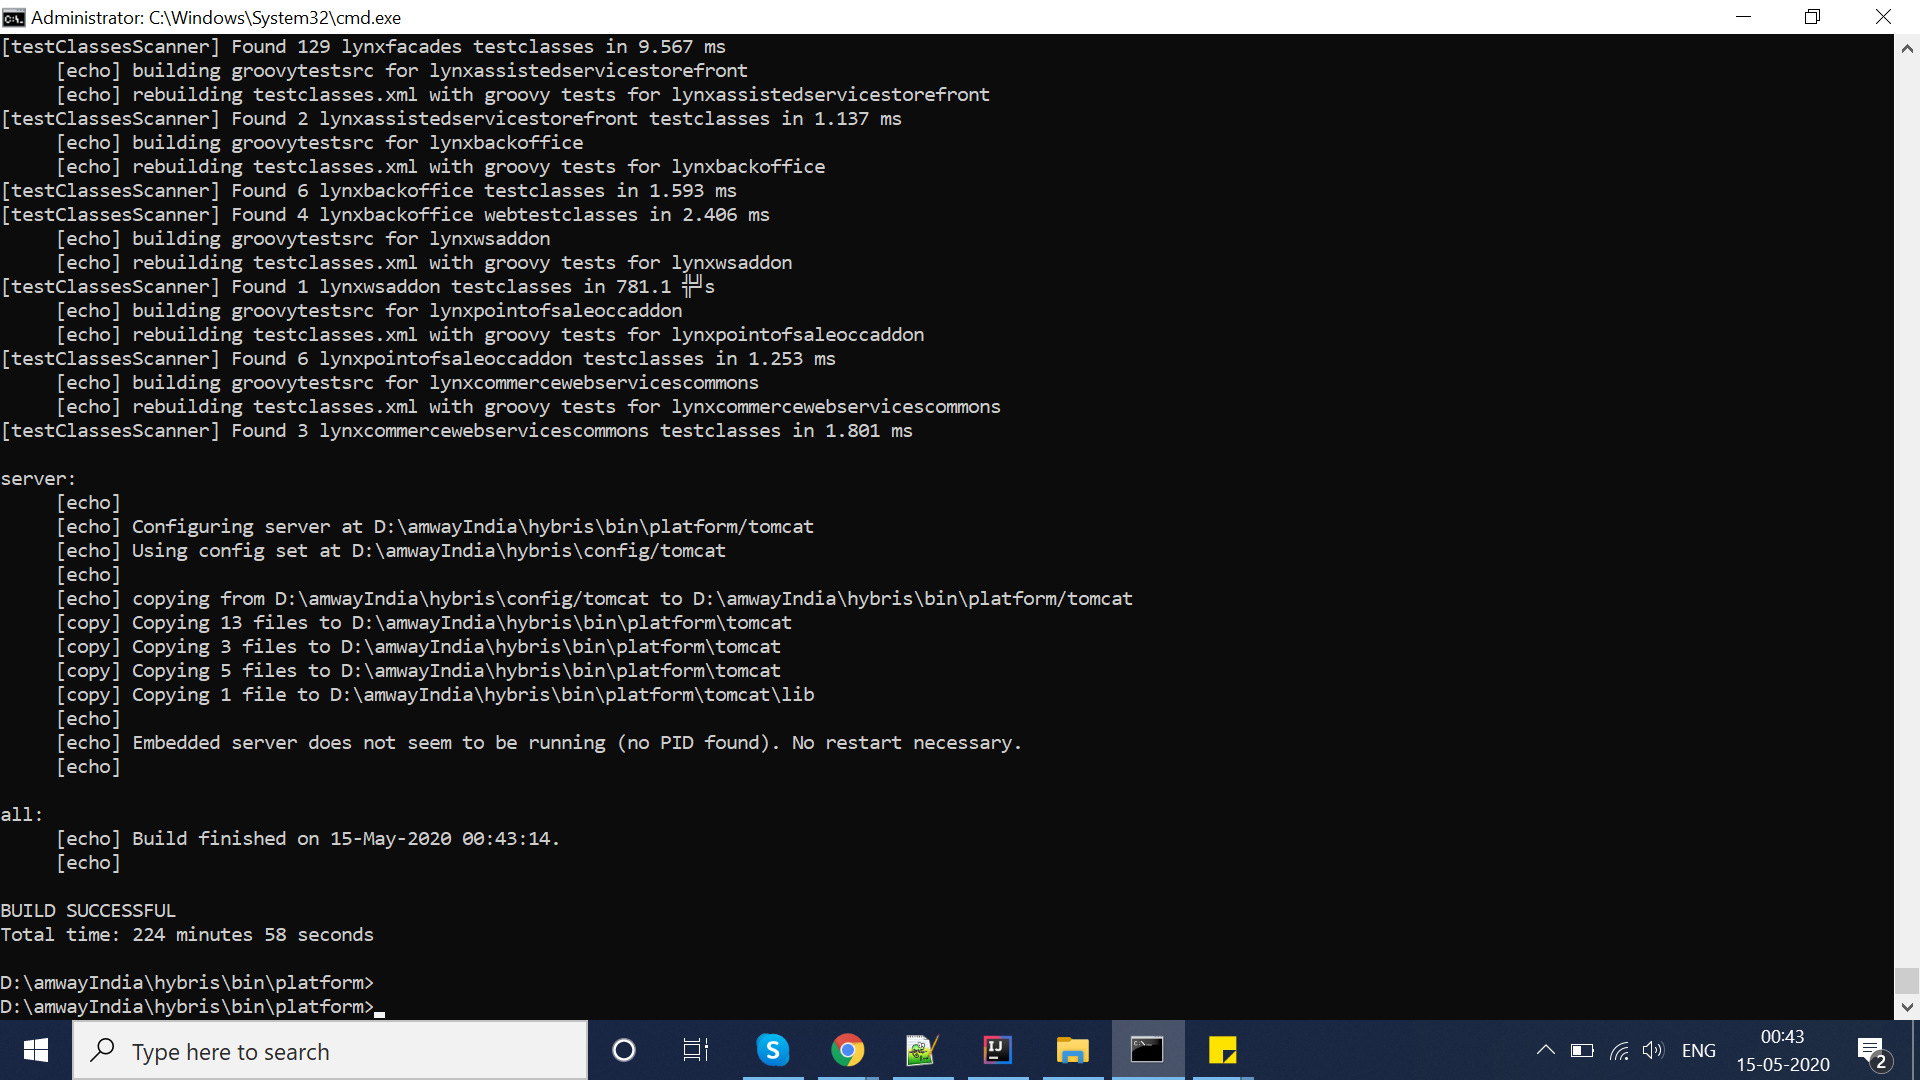 Administrator: C:\Windows\System32\cmd.exe
[testClassesScanner] Found 129 lynxfacades testclasses in 9.567 ms
[echo] building groovytestsrc for lynxassistedservicestorefront
[echo] rebuilding testclasses.xml with groovy tests for lynxassistedservicestorefront
[testClassesScanner] Found 2 lynxassistedservicestorefront testclasses in 1.137 ms
[echo] building groovytestsrc for lynxbackoffice
[echo] rebuilding testclasses.xml with groovy tests for lynxbackoffice
[testClassesScanner] Found 6 lynxbackoffice testclasses in 1.593 ms
[testClassesScanner] Found 4 lynxbackoffice webtestclasses in 2.406 ms
[echo] building groovytestsrc for lynxwsaddon
[echo] rebuilding testclasses.xml with groovy tests for lynxwsaddon
[testClassesScanner] Found 1 lynxwsaddon testclasses in 781.1 ╬╝s
[echo] building groovytestsrc for lynxpointofsaleoccaddon
[echo] rebuilding testclasses.xml with groovy tests for lynxpointofsaleoccaddon
[testClassesScanner] Found 6 lynxpointofsaleoccaddon testclasses in 1.253 ms
[echo] building groovytestsrc for lynxcommercewebservicescommons
[echo] rebuilding testclasses.xml with groovy tests for lynxcommercewebservicescommons
[testClassesScanner] Found 3 lynxcommercewebservicescommons testclasses in 1.801 ms
server:
[echo]
[echo] Configuring server at D:\amwayIndia\hybris\bin\platform/tomcat
[echo] Using config set at D:\amwayIndia\hybris\config/tomcat
[echo]
[echo] copying from D:\amwayIndia\hybris\config/tomcat to D:\amwayIndia\hybris\bin\platform/tomcat
[copy] Copying 13 files to D:\amwayIndia\hybris\bin\platform\tomcat
[copy] Copying 3 files to D:\amwayIndia\hybris\bin\platform\tomcat
[copy] Copying 5 files to D:\amwayIndia\hybris\bin\platform\tomcat
[copy] Copying 1 file to D:\amwayIndia\hybris\bin\platform\tomcat\lib
[echo]
[echo] Embedded server does not seem to be running (no PID found). No restart necessary.
[echo]
all:
[echo] Build finished on 15-May-2020 00:43:14.
[echo]
BUILD SUCCESSFUL
Total time: 224 minutes 58 seconds
D:\amwayIndia\hybris\bin\platform>
D:\amwayIndia\hybris\bin\platform>
Type here to search
ENG
00:43
15-05-2020
2